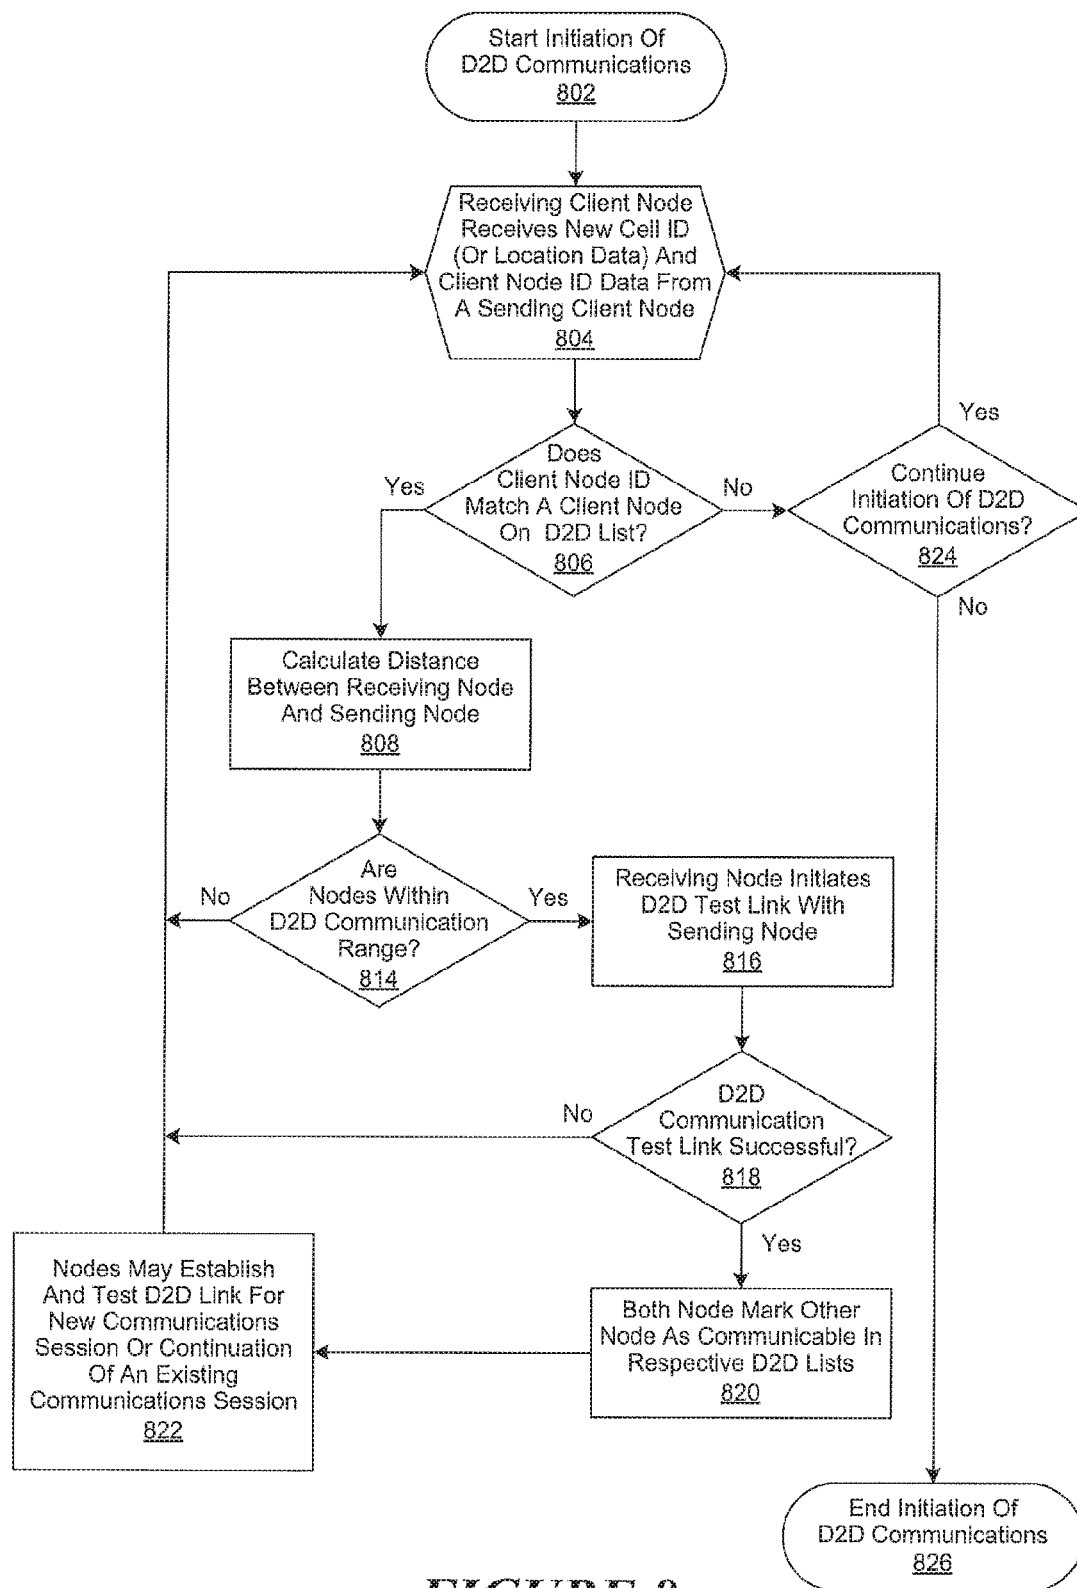 Start Initiation Of
D2D Communications
802
Receiving Client Node
Receives New Cell ID
(Or Location Data) And
Client Node ID Data From
A Sending Client Node
804
Does
Client Node ID
Match A Client Node
On D2D List?
806
Yes
No
Continue
Initiation Of D2D
Communications?
824
Yes
No
Calculate Distance
Between Receiving Node
And Sending Node
808
Are
Nodes Within
D2D Communication
Range?
814
No
Yes
Receiving Node Initiates
D2D Test Link With
Sending Node
816
D2D
Communication
Test Link Successful?
818
No
Yes
Both Node Mark Other
Node As Communicable In
Respective D2D Lists
820
Nodes May Establish
And Test D2D Link For
New Communications
Session Or Continuation
Of An Existing
Communications Session
822
End Initiation Of
D2D Communications
826
FIGURE 8